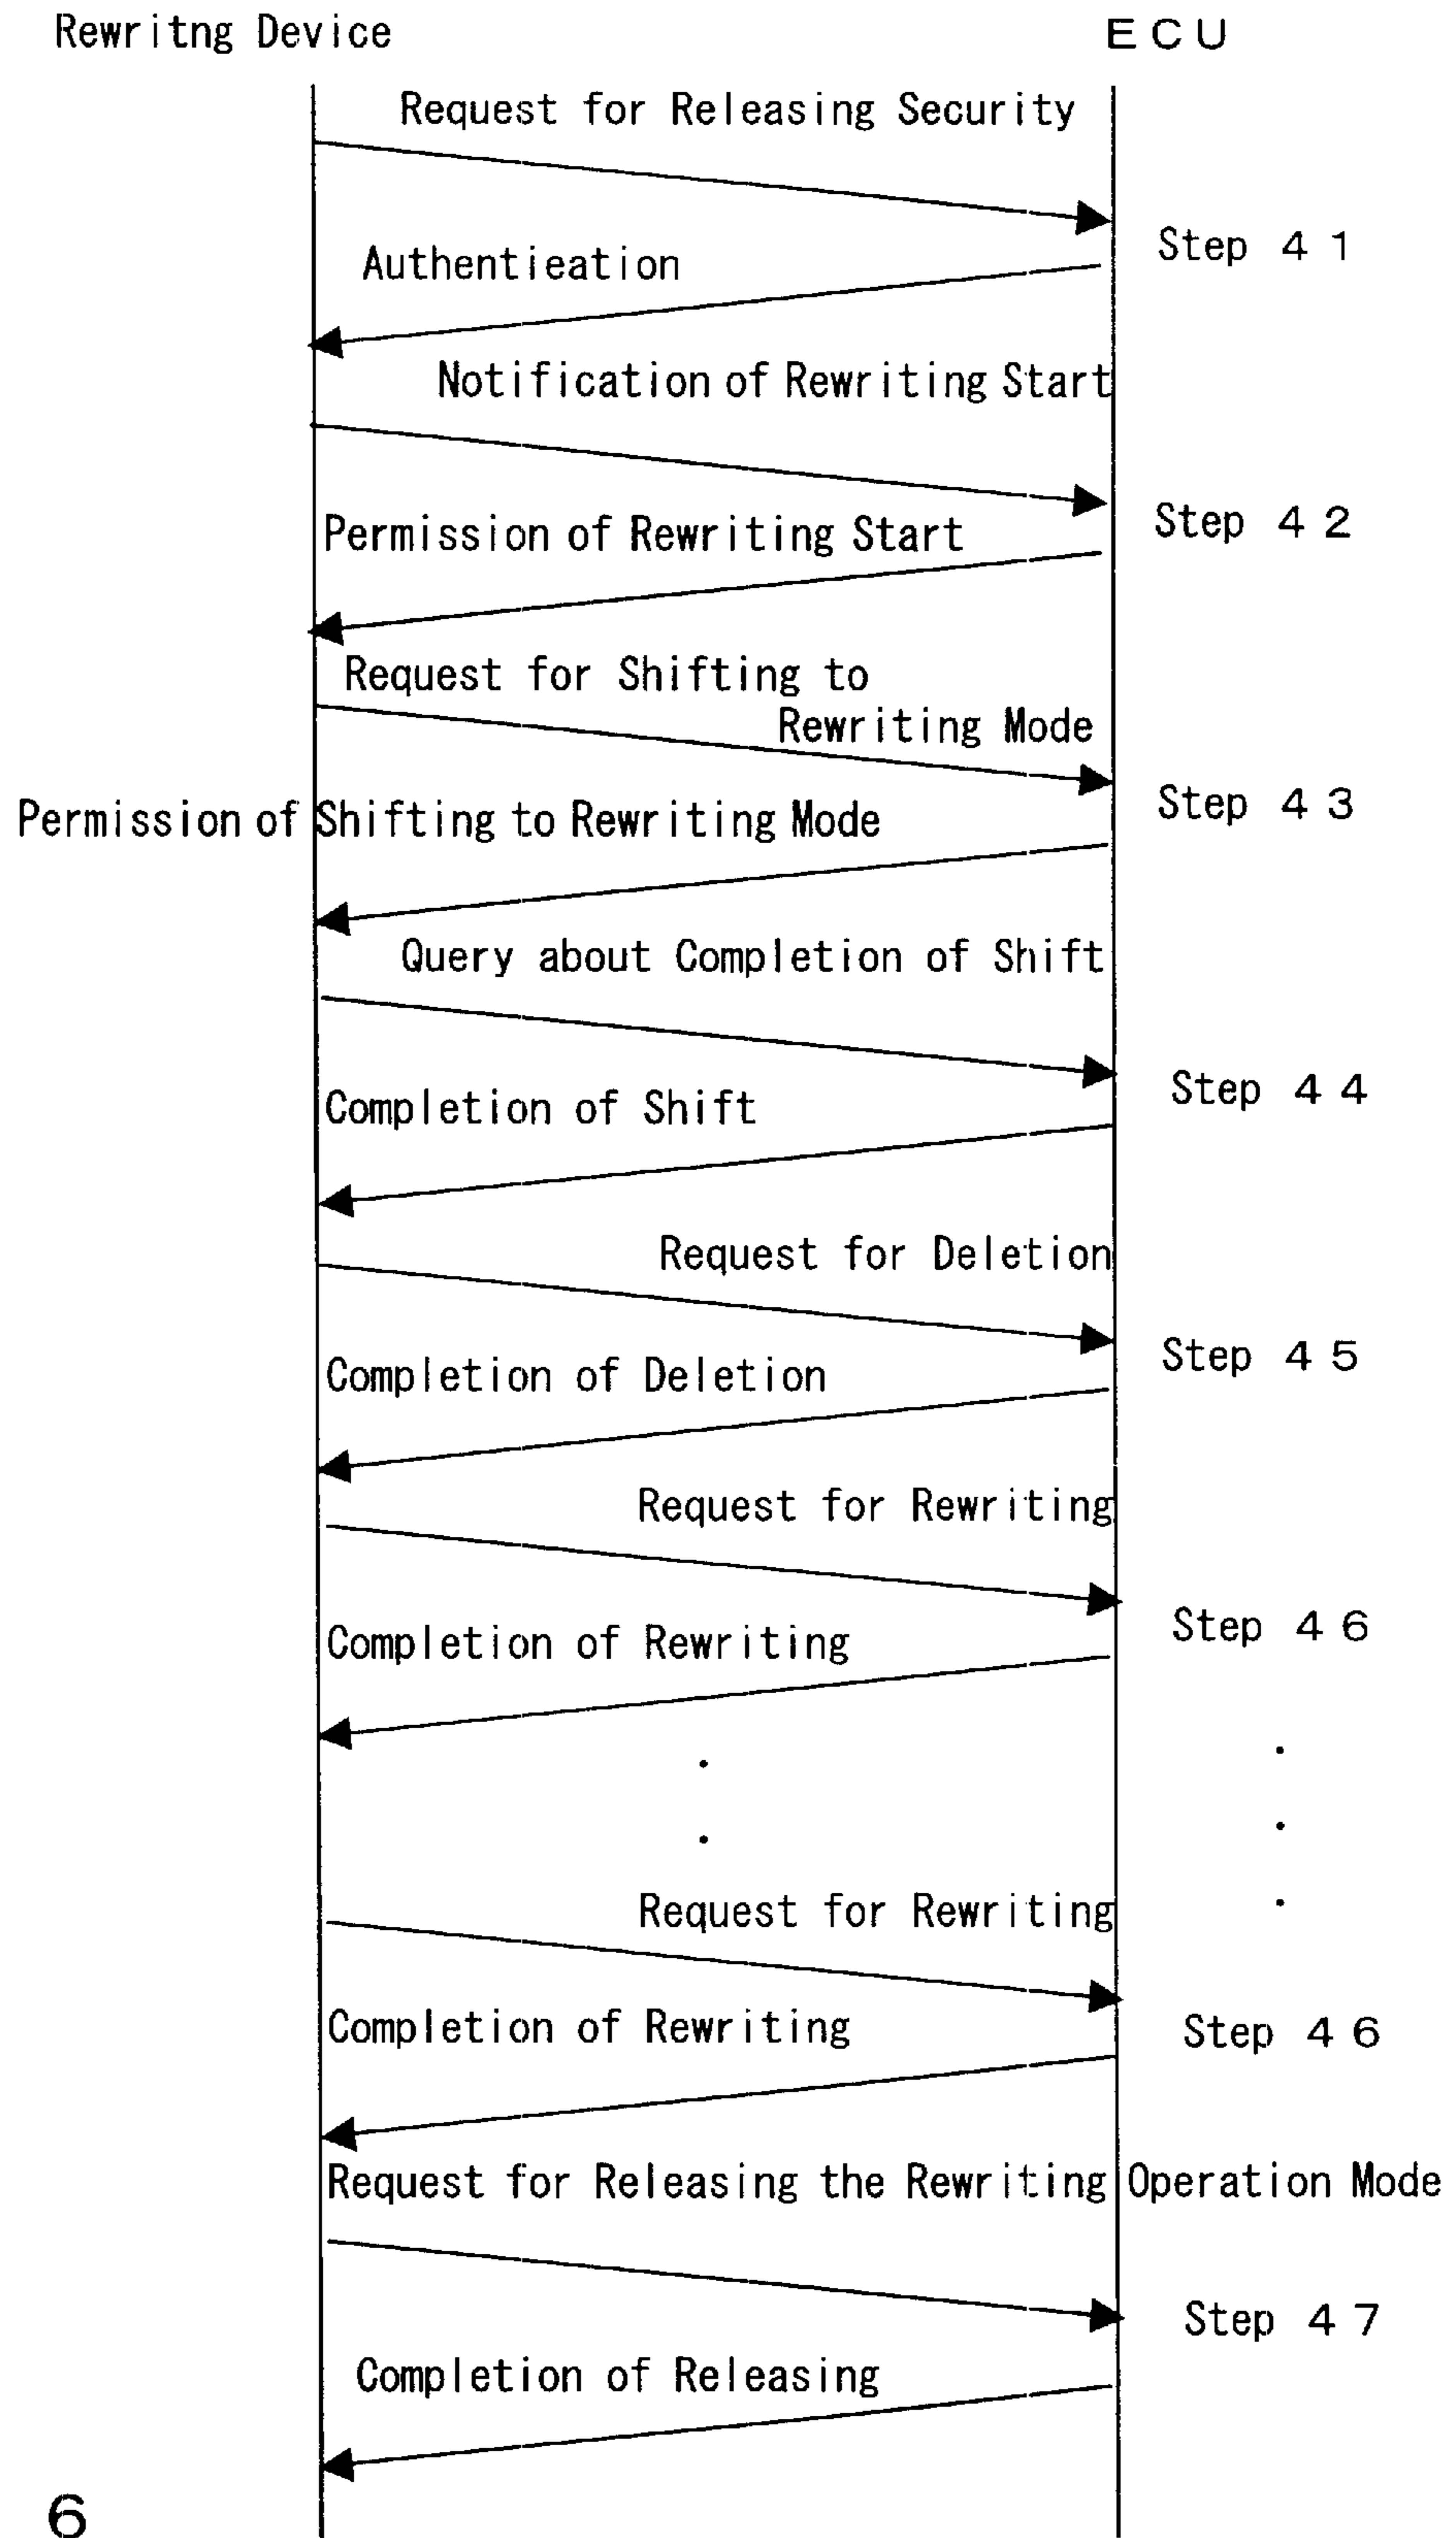 Rewritng Device ECU
Request for Releasing Security
Step 41
Authentieation
Notification of Rewriting Start
Step 42
Permission of Rewriting Start
Request for Shifting to
Rewriting Mode
Step 43
Permission of Shifting to Rewriting Mode
Query about Completion of Shift
Step 44
Completion of Shift
Request for Deletion
Step 45
Completion of Deletion
Request for Rewriting
Step 46
Completion of Rewriting
Request for Rewriting
Completion of Rewriting
Step 46
Request for Releasing the Rewriting Operation Mode
Step 47
Completion of Releasing
6